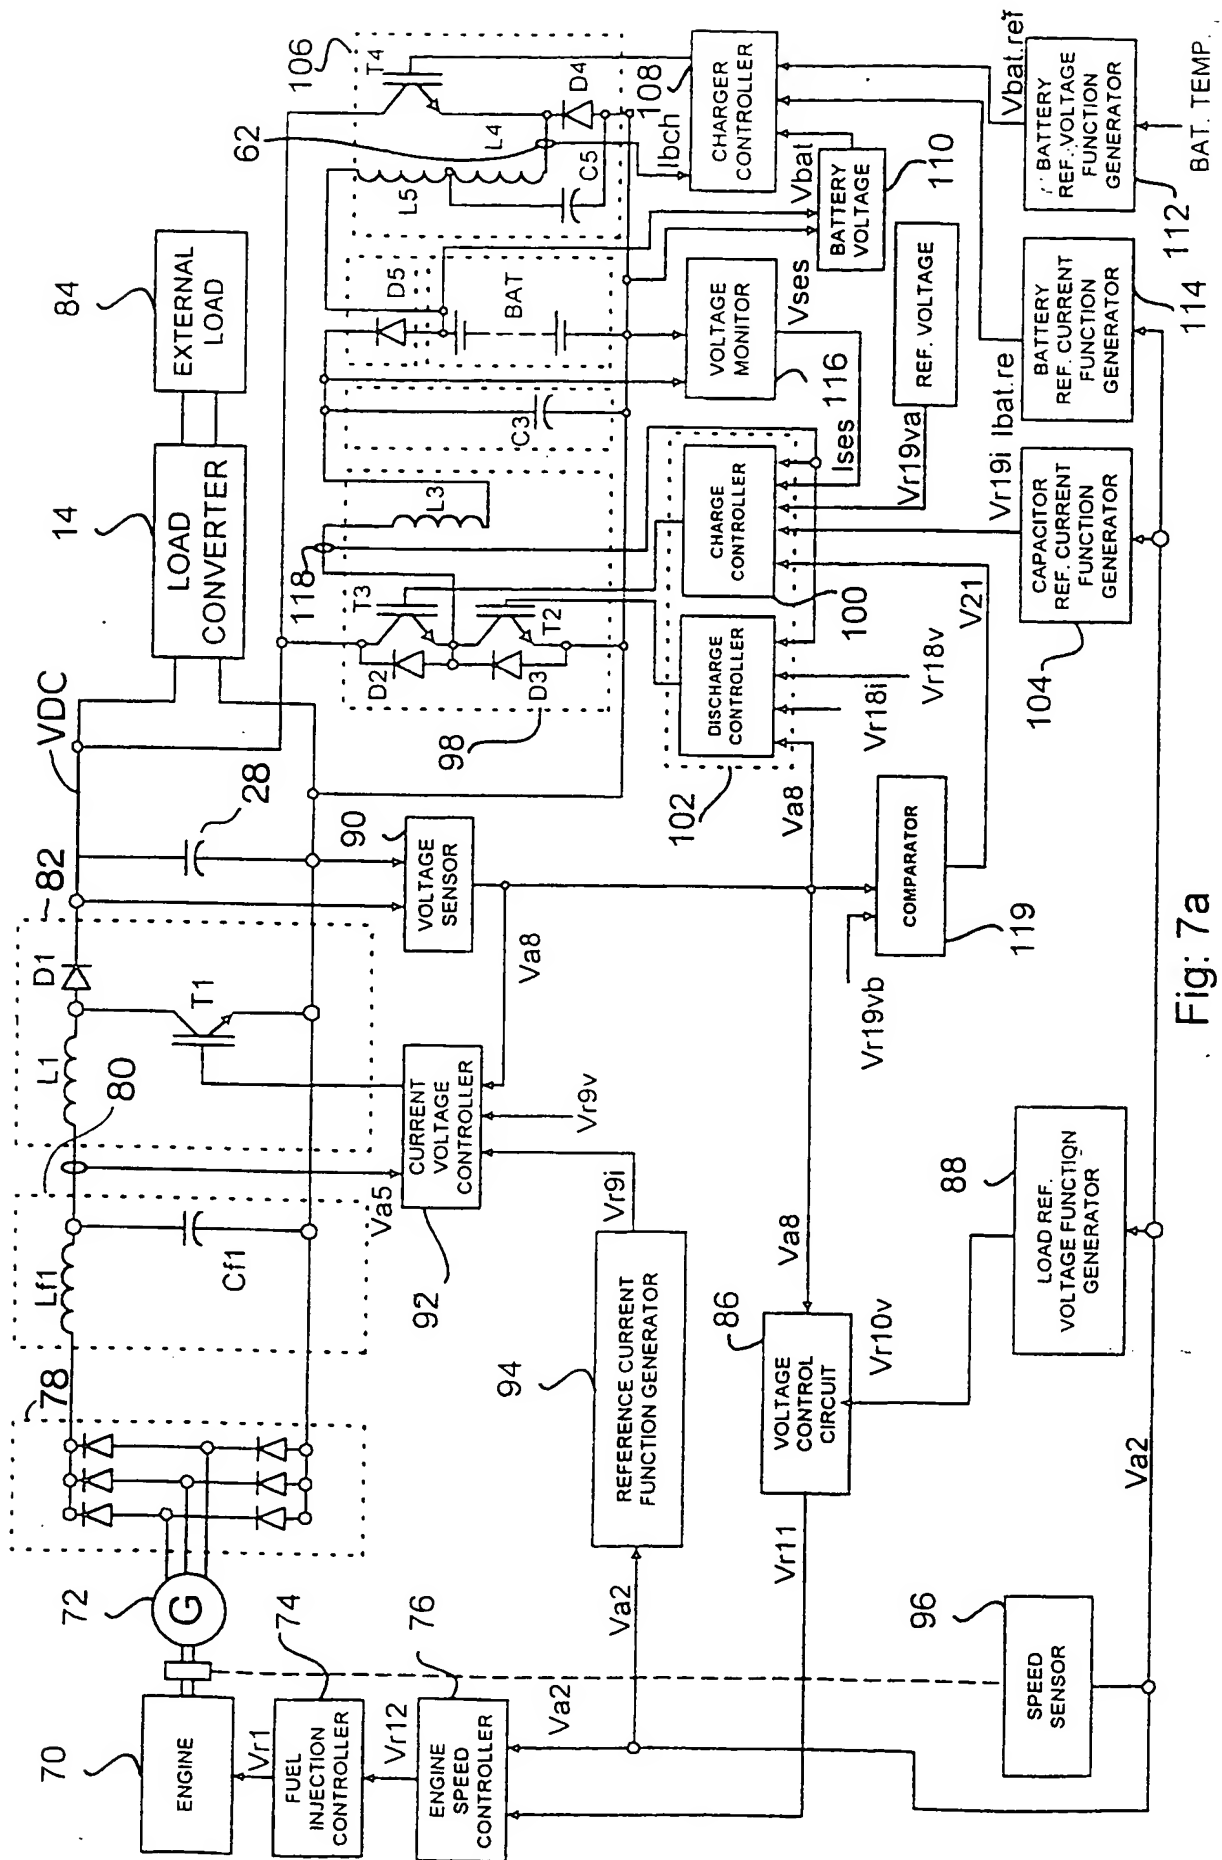 70
ENGINE
Vr1
FUEL
INJECTION
CONTROLLER
74
Vr12
ENGINE
SPEED
CONTROLLER
76
Va2
72
G
78
Lf1
Cf1
80
L1
T1
D1
82
VDC
28
14
LOAD
CONVERTER
84
EXTERNAL
LOAD
Va5
92
CURRENT
VOLTAGE
CONTROLLER
Va8
Vr9v
Vr9i
90
VOLTAGE
SENSOR
94
REFERENCE CURRENT
FUNCTION GENERATOR
Va2
86
VOLTAGE
CONTROL
CIRCUIT
Va8
Vr10v
Vr11
88
LOAD REF.
VOLTAGE FUNCTION
GENERATOR
96
SPEED
SENSOR
Va2
98
D2
D3
T3
T2
118
L3
C3
D5
BAT
106
T4
D4
L4
L5
C5
62
102
DISCHARGE
CONTROLLER
CHARGE
CONTROLLER
100
Va8
Vr18i
Vr18v
V21
Vr19vb
COMPARATOR
119
VOLTAGE
MONITOR
116
Vses
Ises
REF. VOLTAGE
Vr19va
BATTERY
VOLTAGE
110
Vbat
Ibch
108
CHARGER
CONTROLLER
104
CAPACITOR
REF. CURRENT
FUNCTION
GENERATOR
Vr19i
114
BATTERY
REF. CURRENT
FUNCTION
GENERATOR
Ibat.re
112
BATTERY
REF. VOLTAGE
FUNCTION
GENERATOR
Vbat.ref
BAT. TEMP.
Fig: 7a